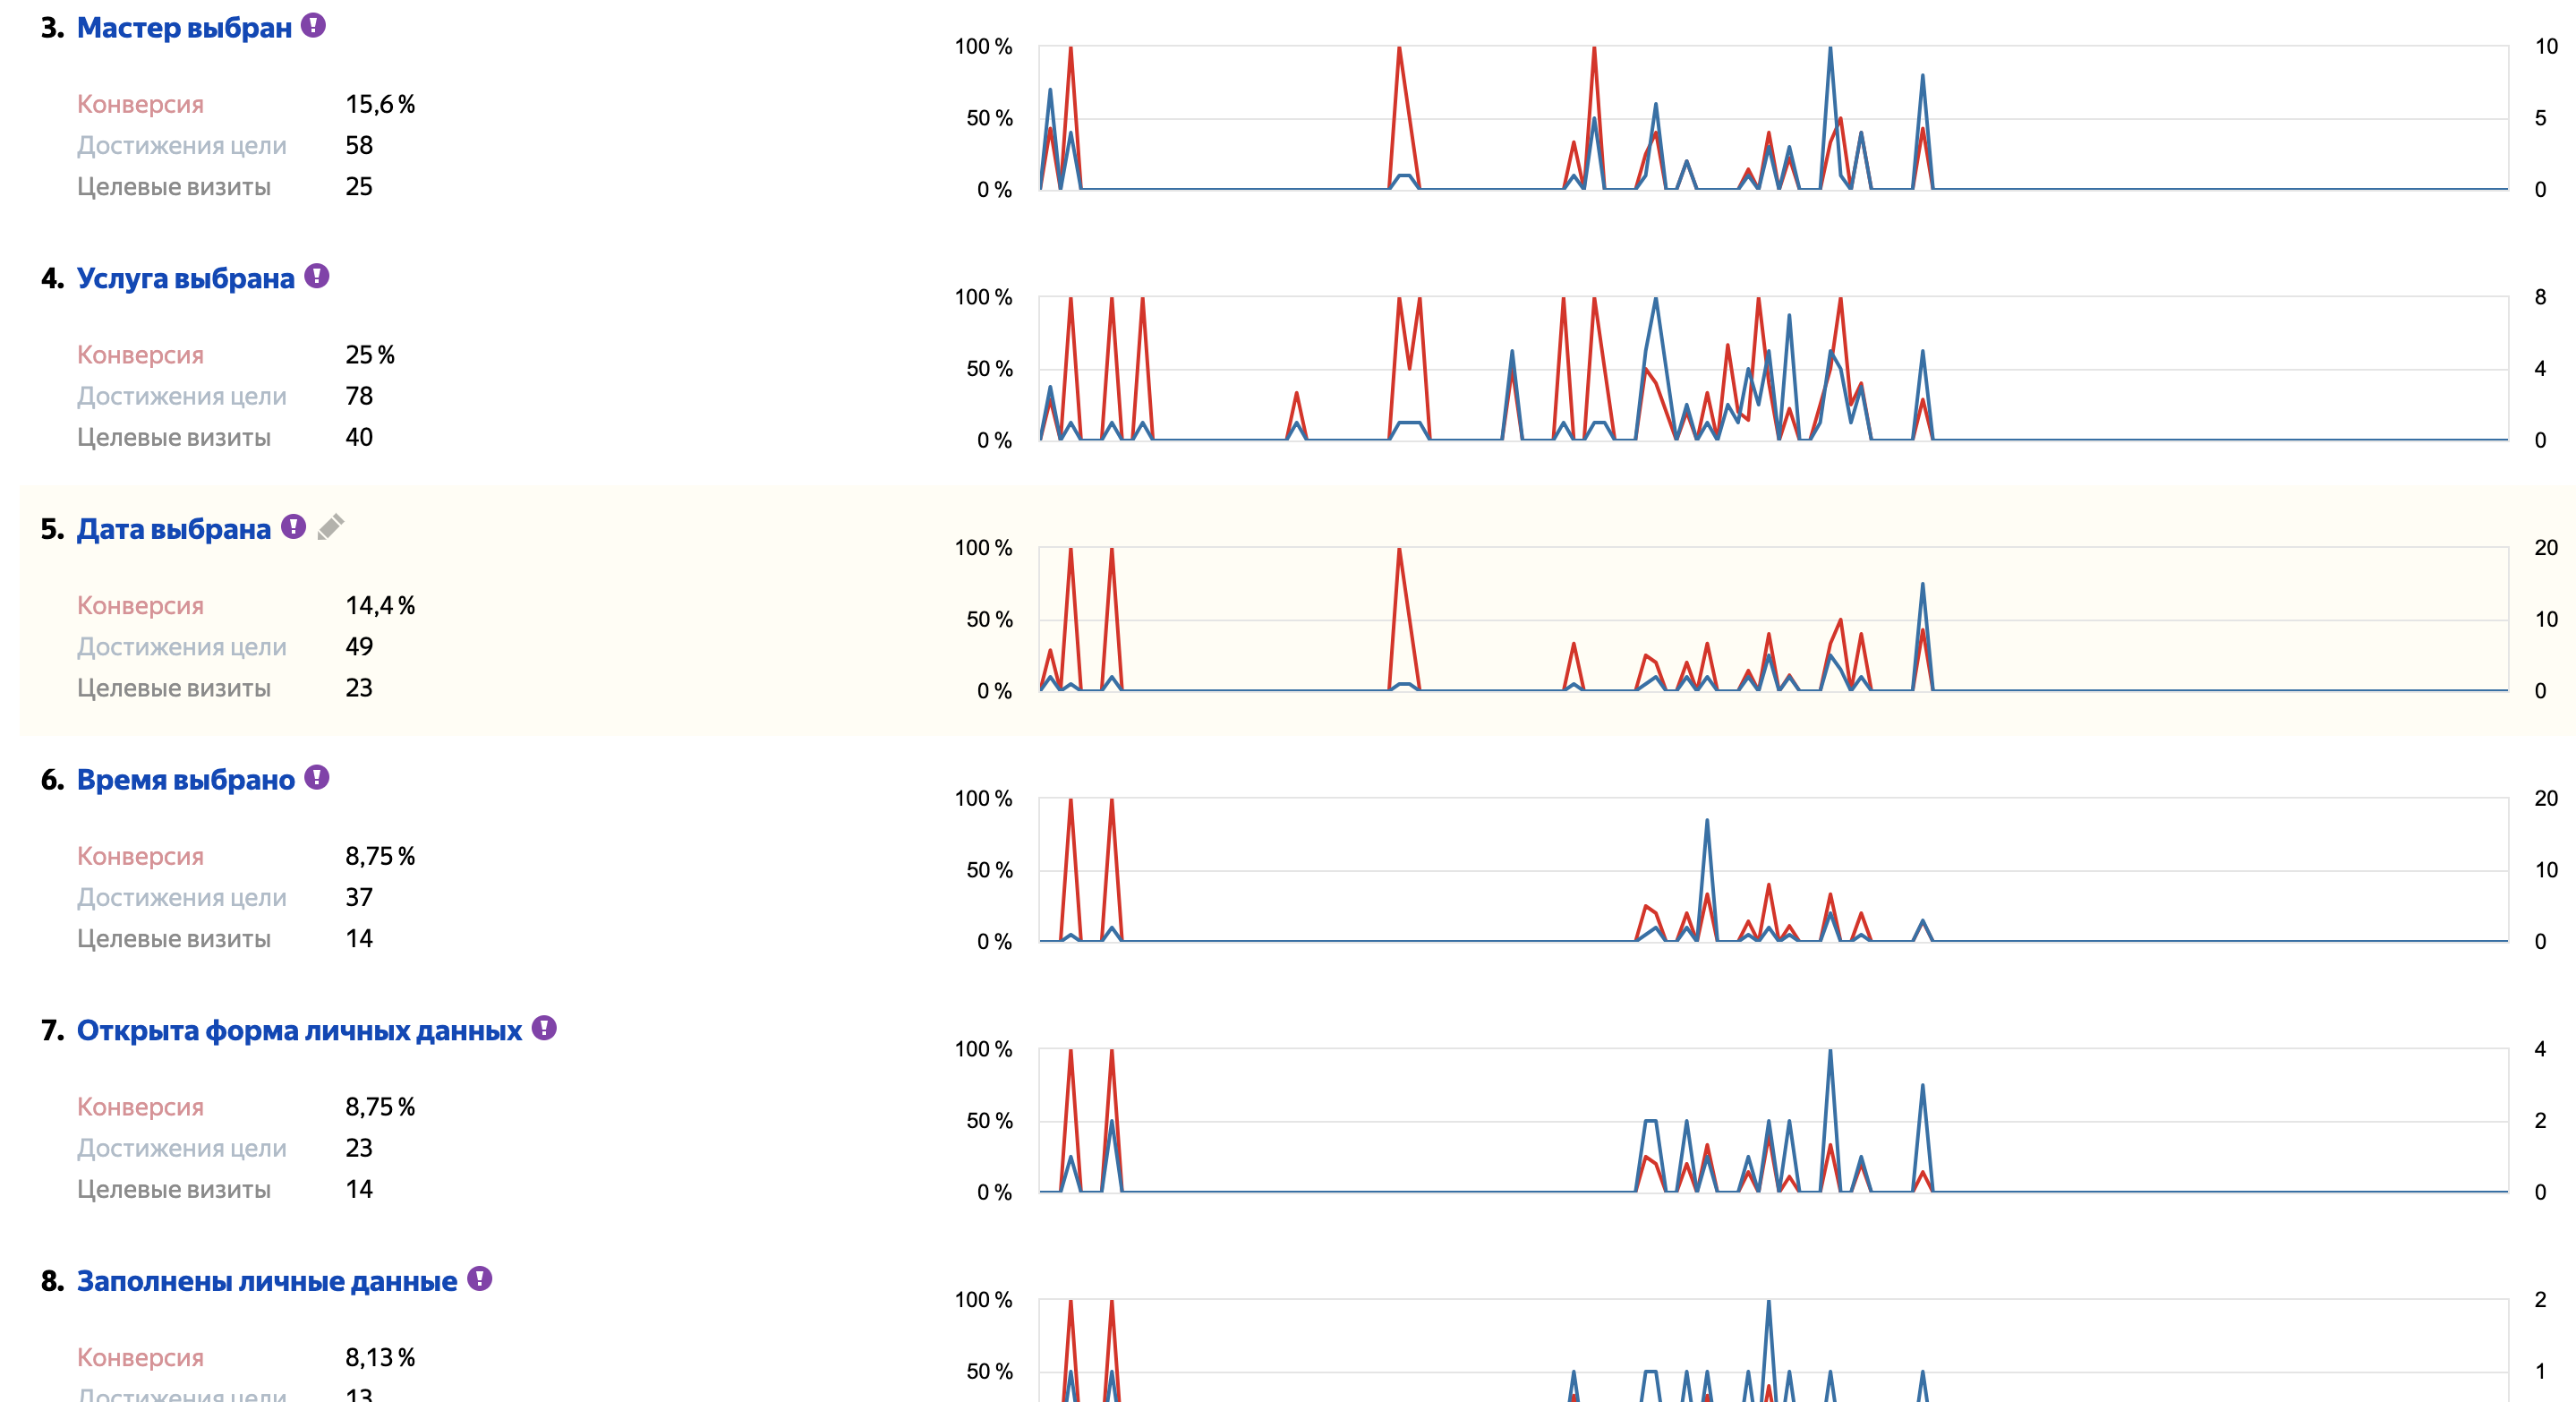 3. Мастер выбран
100 %
10
Конверсия 15,6 %
50 %
5
Достижения цели 58
Целевые визиты 25
0 %
0
4. Услуга выбрана
100 %
8
Конверсия 25 %
50 %
4
Достижения цели 78
Целевые визиты 40
0 %
0
5. Дата выбрана
100 %
20
Конверсия 14,4 %
50 %
10
Достижения цели 49
Целевые визиты 23
0 %
0
6. Время выбрано
100 %
20
Конверсия 8,75 %
50 %
10
Достижения цели 37
Целевые визиты 14
0 %
0
7. Открыта форма личных данных
100 %
4
Конверсия 8,75 %
50 %
2
Достижения цели 23
Целевые визиты 14
0 %
0
8. Заполнены личные данные
100 %
2
Конверсия 8,13 %
50 %
1
Достижения цели 13